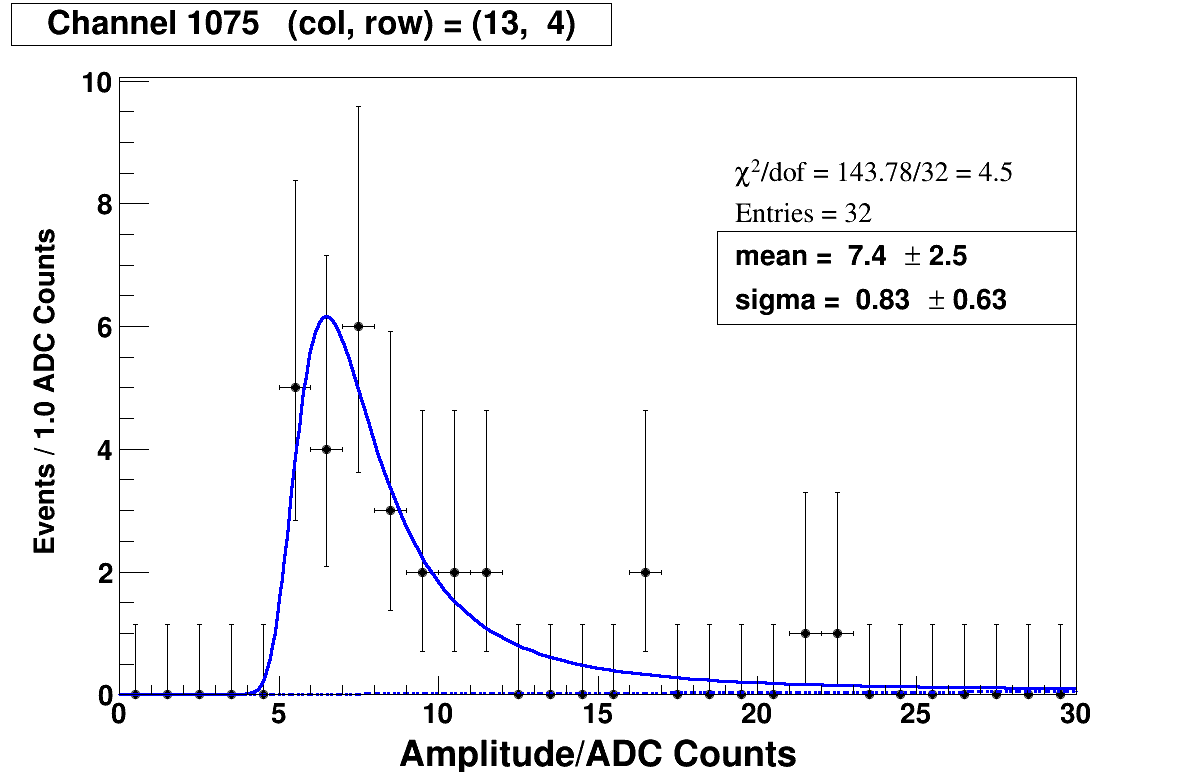 Channel 1075 (col, row) = (13, 4)
10
8
6
4
2
0
Events / 1.0 ADC Counts
χ²/dof = 143.78/32 = 4.5
Entries = 32
mean = 7.4 ± 2.5
sigma = 0.83 ± 0.63
0 5 10 15 20 25 30
Amplitude/ADC Counts